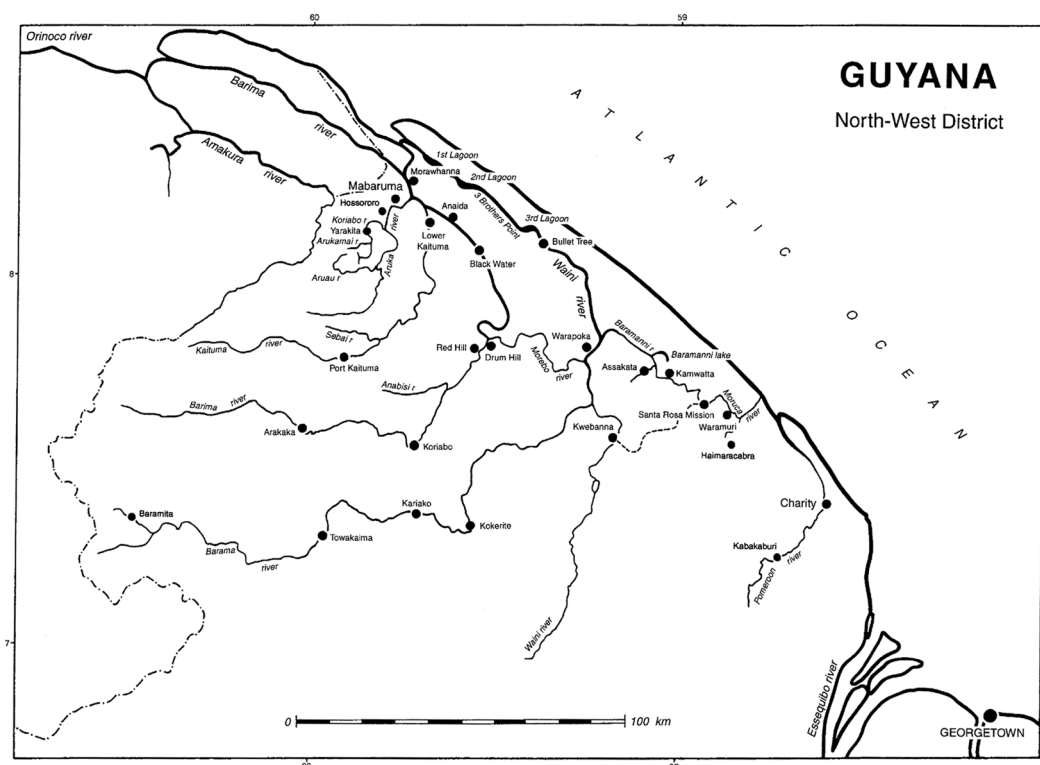 60
59
Orinoco river
GUYANA
North-West District
Barima
river
Amakura
river
ATLANTIC OCEAN
1st Lagoon
2nd Lagoon
3 Brothers Point
3rd Lagoon
Morawhanna
Mabaruma
Hossororo
Anaida
Koriabo r
Yarakita
Arukamai r
river
Aruka
Lower
Kaituma
Bullet Tree
Black Water
Aruau r
Waini
river
8
Sebai r
Kaituma
river
Port Kaituma
Red Hill
Drum Hill
Morebo
river
Warapoka
Baramanni r
Baramanni lake
Assakata
Kamwatta
Anabisi r
Barima
river
Arakaka
Koriabo
Santa Rosa Mission
Moruca
river
Waramuri
Haimaracabra
Kwebanna
Charity
Baramita
Kariako
Kokerite
Towakaima
Barama
river
Kabakaburi
Pomeroon
river
Waini river
7
Essequibo river
0
100 km
GEORGETOWN